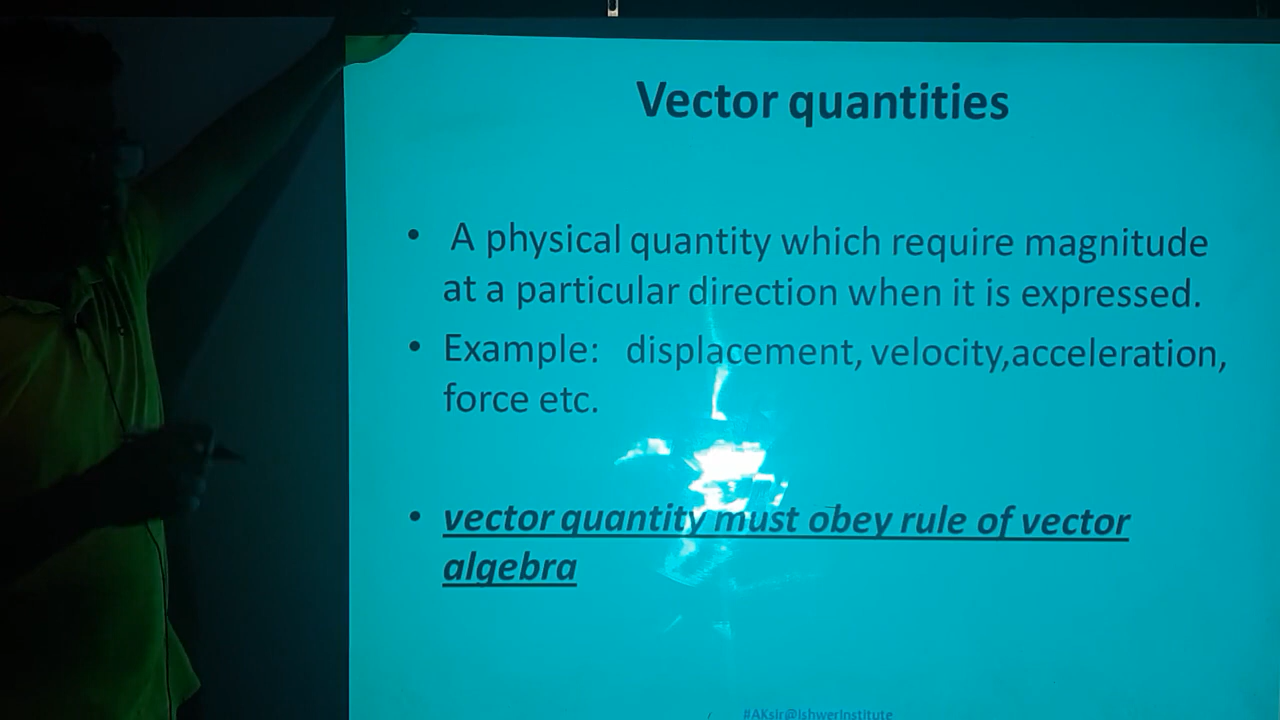 Vector quantities
• A physical quantity which require magnitude
at a particular direction when it is expressed.
• Example: displacement, velocity,acceleration,
force etc.
• vector quantity must obey rule of vector
algebra
#AKsir@IshwerInstitute